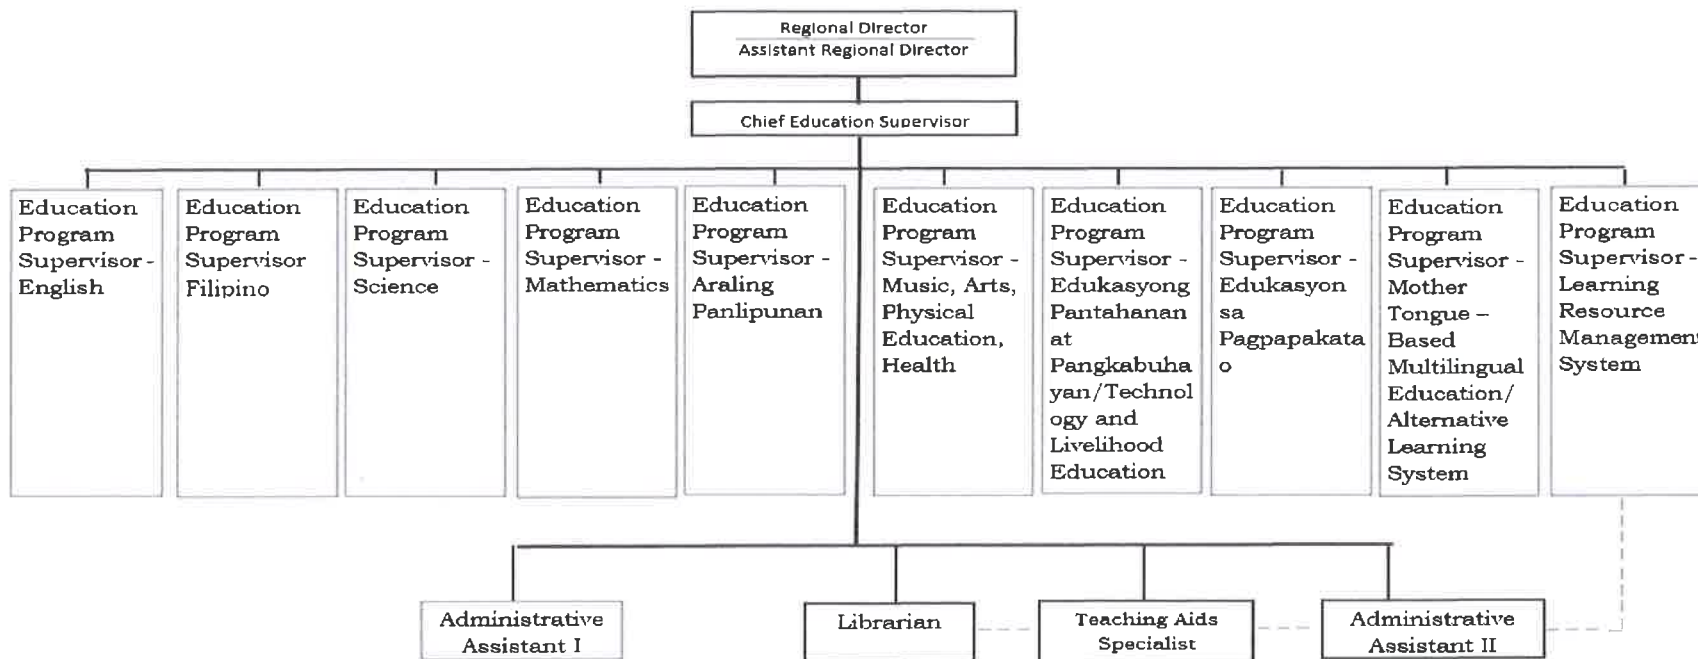 Regional Director
Assistant Regional Director
Chief Education Supervisor
Education
Program
Supervisor -
English
Education
Program
Supervisor
Filipino
Education
Program
Supervisor -
Science
Education
Program
Supervisor -
Mathematics
Education
Program
Supervisor -
Araling
Panlipunan
Education
Program
Supervisor -
Music, Arts,
Physical
Education,
Health
Education
Program
Supervisor -
Edukasyong
Pantahanan
at
Pangkabuha
yan/Technol
ogy and
Livelihood
Education
Education
Program
Supervisor -
Edukasyon
sa
Pagpapakata
o
Education
Program
Supervisor -
Mother
Tongue –
Based
Multilingual
Education/
Alternative
Learning
System
Education
Program
Supervisor -
Learning
Resource
Management
System
Administrative
Assistant I
Librarian
Teaching Aids
Specialist
Administrative
Assistant II